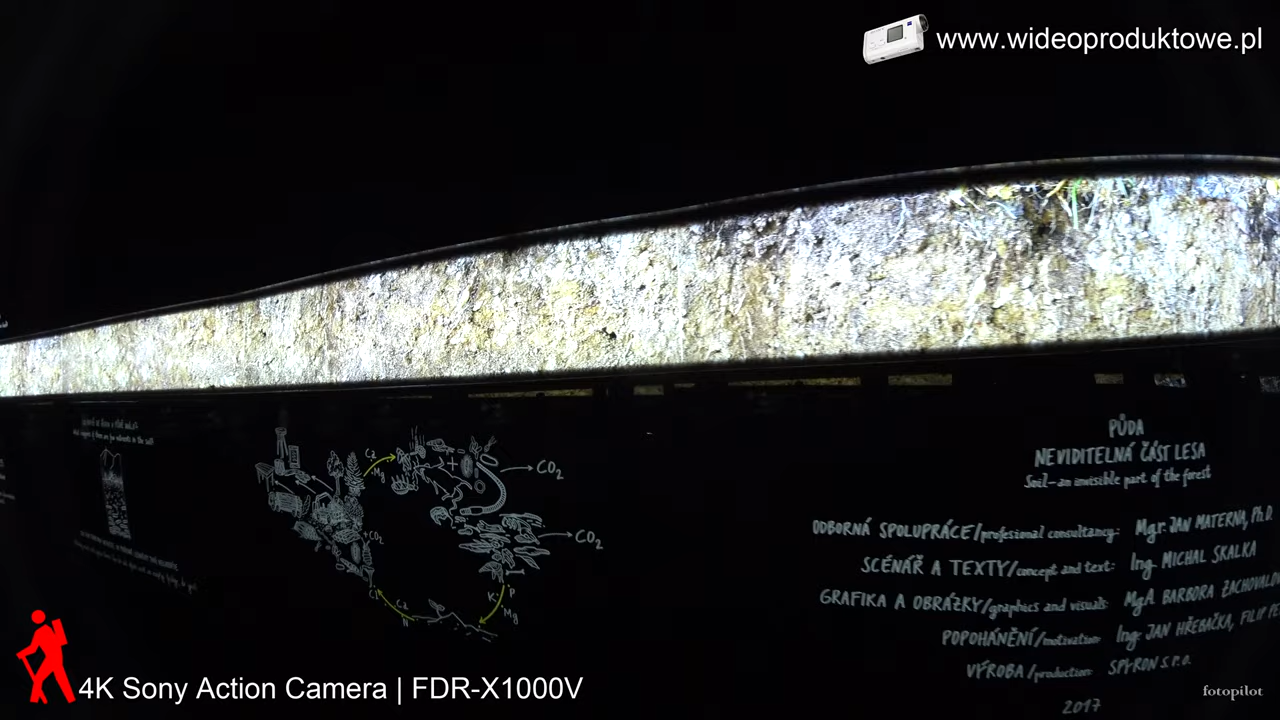 www.wideoproduktowe.pl
CO₂
CO₂
+CO₂
Ca
Mg
K
P
Mg
Ca
N
PŮDA
NEVIDITELNÁ ČÁST LESA
Soil-an invisible part of the forest
ODBORNÁ SPOLUPRÁCE/profesional consultancy: Mgr. JAN MATERNA, Ph.D.
SCÉNÁŘ A TEXTY/concept and text: Ing. MICHAL SKALKA
GRAFIKA A OBRÁZKY/graphics and visuals: MgA. BARBORA ZACHOVALOVÁ
POPOHÁNĚNÍ/motivation: Ing. JAN HŘEBAČKA, FILIP
VÝROBA/production: SPYRON S.R.O.
2017
4K Sony Action Camera | FDR-X1000V
fotopilot